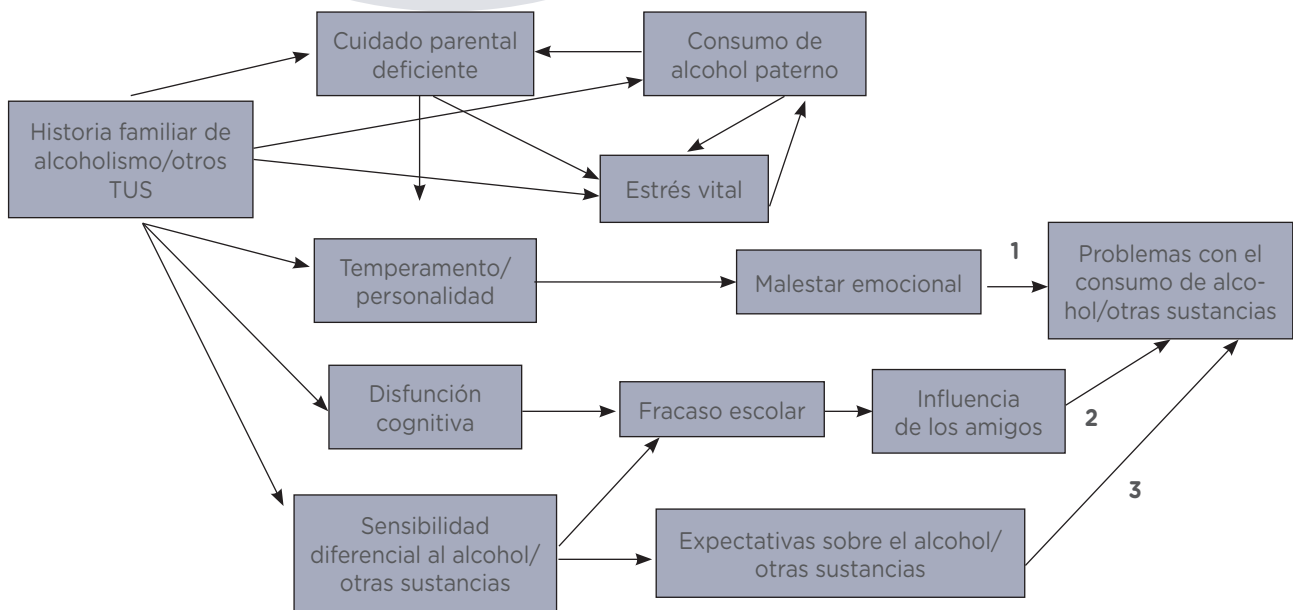 Cuidado parental
deficiente
Consumo de
alcohol paterno
Historia familiar de
alcoholismo/otros
TUS
Estrés vital
Temperamento/
personalidad
Malestar emocional
1
Problemas con el
consumo de alco-
hol/otras sustancias
Disfunción
cognitiva
Fracaso escolar
Influencia
de los amigos
2
3
Sensibilidad
diferencial al alcohol/
otras sustancias
Expectativas sobre el alcohol/
otras sustancias